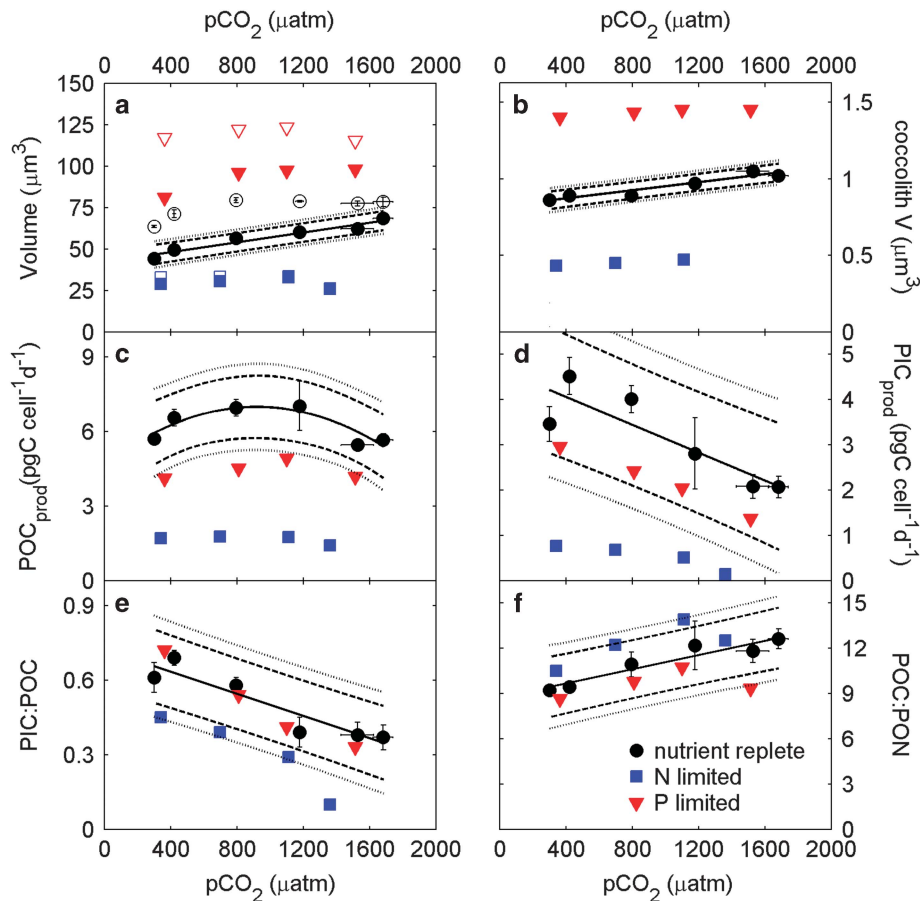 pCO2 (µatm)
pCO2 (µatm)
0 400 800 1200 1600 2000
0 400 800 1200 1600 2000
a
150
125
100
75
50
25
0
Volume (µm3)
b
1.5
1
0.5
0
coccolith V (µm3)
c
9
6
3
0
POCprod(pgC cell-1d-1)
d
5
4
3
2
1
0
PICprod (pgC cell-1d-1)
e
0.9
0.6
0.3
0
PIC:POC
f
15
12
9
6
3
0
POC:PON
nutrient replete
N limited
P limited
0 400 800 1200 1600 2000
0 400 800 1200 1600 2000
pCO2 (µatm)
pCO2 (µatm)